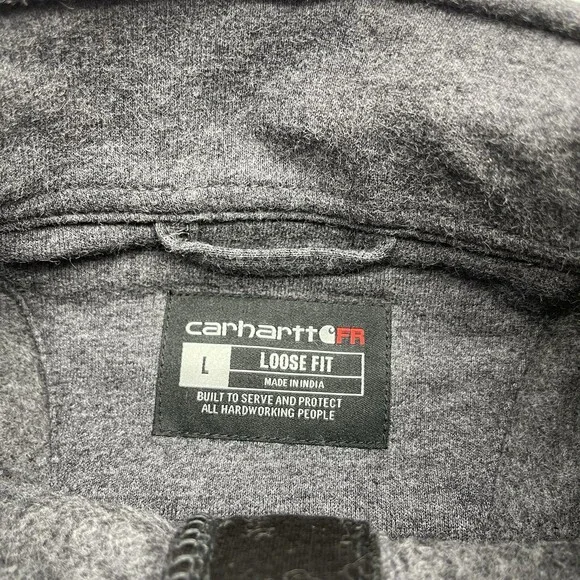 carhartt FR
L LOOSE FIT
MADE IN INDIA
BUILT TO SERVE AND PROTECT
ALL HARDWORKING PEOPLE